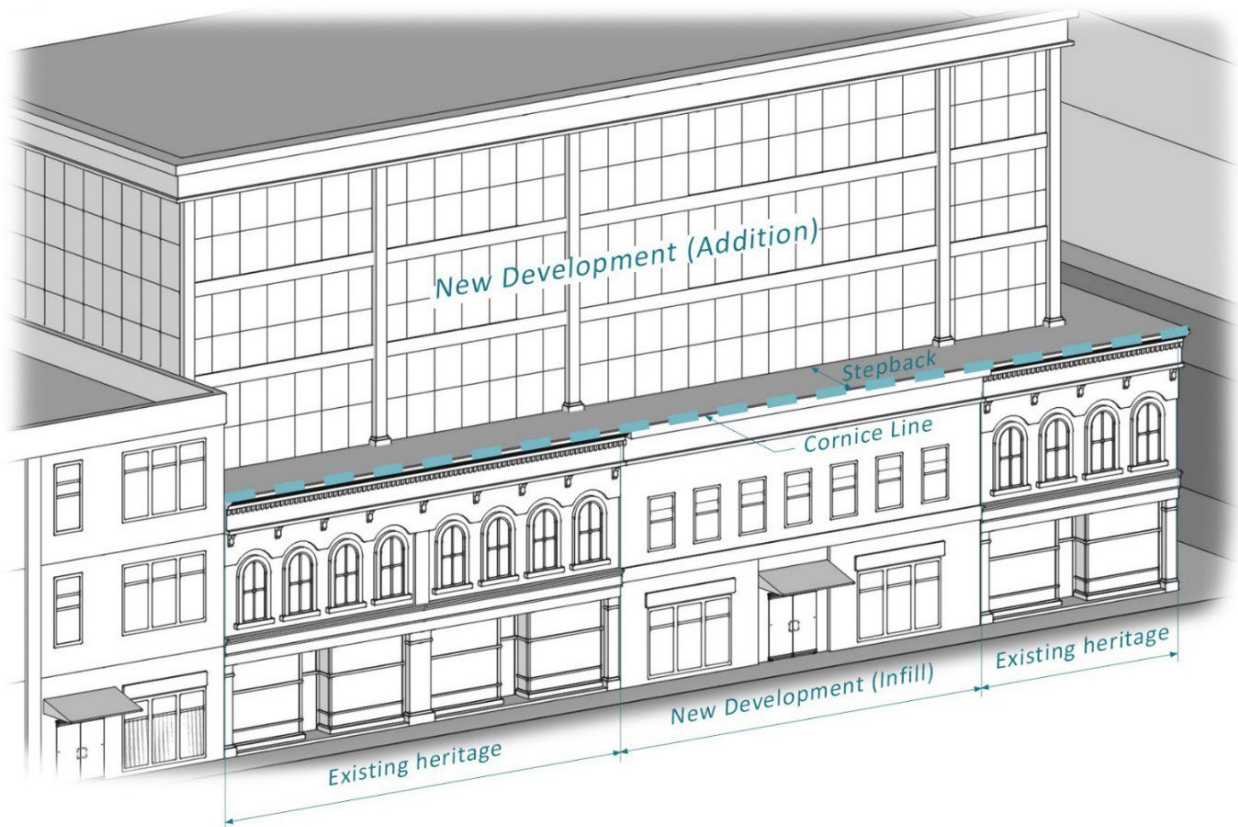 New Development (Addition)
Stepback
Cornice Line
Existing heritage
New Development (Infill)
Existing heritage